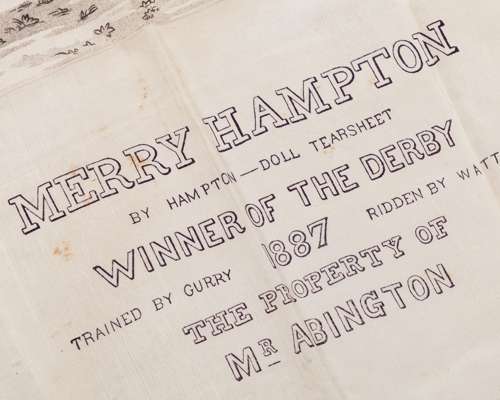 MERRY HAMPTON
BY HAMPTON—DOLL TEARSHEET
WINNER OF THE DERBY
1887
TRAINED BY GURRY
RIDDEN BY WATT
THE PROPERTY OF
MR ABINGTON